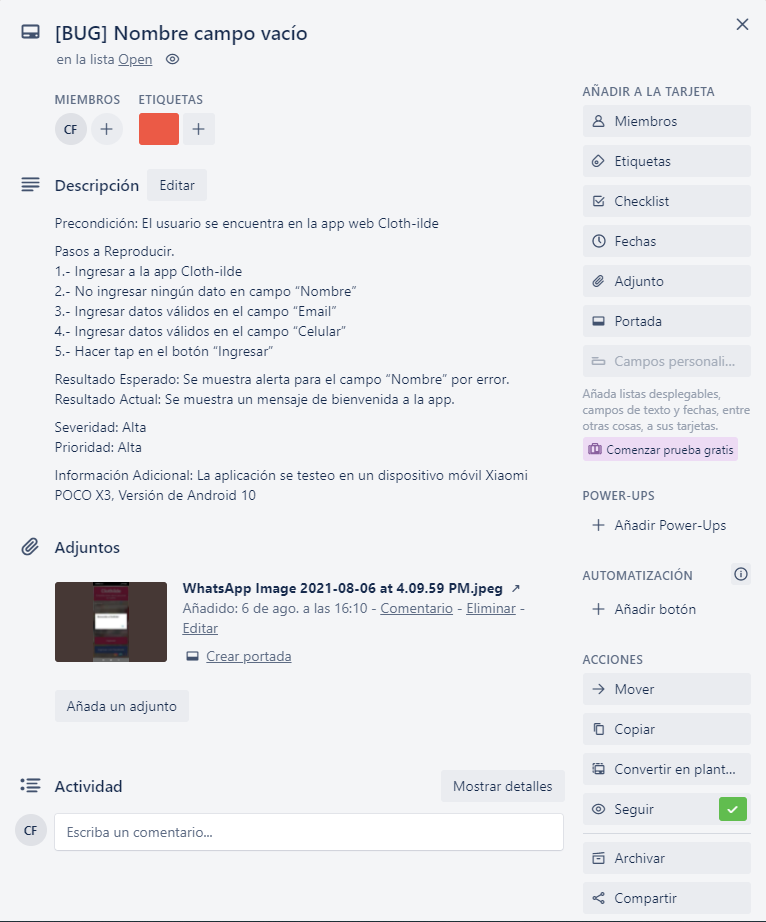 [BUG] Nombre campo vacío
en la lista Open
MIEMBROS
ETIQUETAS
CF
Descripción
Editar
Precondición: El usuario se encuentra en la app web Cloth-ilde
Pasos a Reproducir.
1.- Ingresar a la app Cloth-ilde
2.- No ingresar ningún dato en campo “Nombre”
3.- Ingresar datos válidos en el campo “Email”
4.- Ingresar datos válidos en el campo “Celular”
5.- Hacer tap en el botón “Ingresar”
Resultado Esperado: Se muestra alerta para el campo “Nombre” por error.
Resultado Actual: Se muestra un mensaje de bienvenida a la app.
Severidad: Alta
Prioridad: Alta
Información Adicional: La aplicación se testeo en un dispositivo móvil Xiaomi
POCO X3, Versión de Android 10
Adjuntos
WhatsApp Image 2021-08-06 at 4.09.59 PM.jpeg ↗
Añadido: 6 de ago. a las 16:10 - Comentario - Eliminar -
Editar
Crear portada
Añada un adjunto
Actividad
Mostrar detalles
CF
Escriba un comentario...
AÑADIR A LA TARJETA
Miembros
Etiquetas
Checklist
Fechas
Adjunto
Portada
Campos personali...
Añada listas desplegables,
campos de texto y fechas, entre
otras cosas, a sus tarjetas.
Comenzar prueba gratis
POWER-UPS
Añadir Power-Ups
AUTOMATIZACIÓN
Añadir botón
ACCIONES
Mover
Copiar
Convertir en plant...
Seguir
Archivar
Compartir